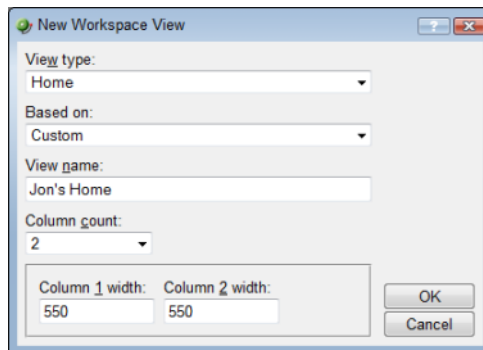 New Workspace View
?
View type:
Home
Based on:
Custom
View name:
Jon's Home
Column count:
2
Column 1 width: Column 2 width:
550 550
OK
Cancel